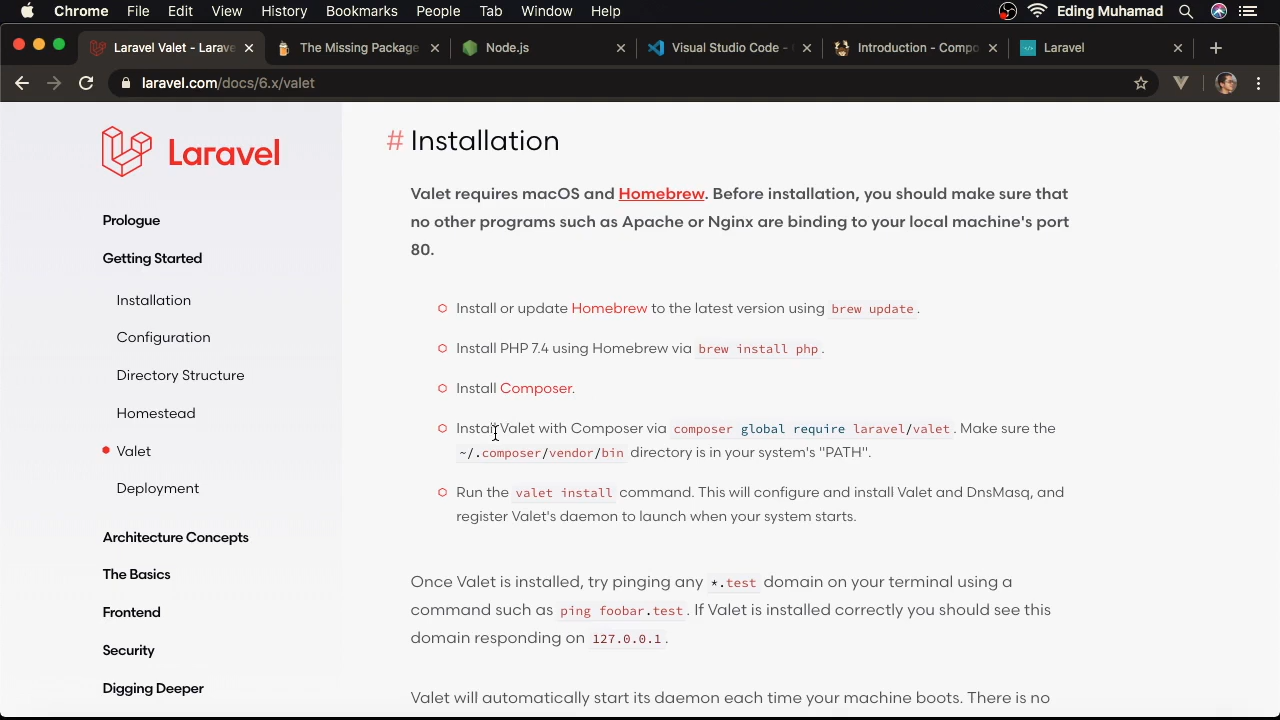 Chrome File Edit View History Bookmarks People Tab Window Help Eding Muhamad
Laravel Valet - Larave The Missing Package Node.js Visual Studio Code - Introduction - Compo Laravel
laravel.com/docs/6.x/valet
Laravel
Prologue
Getting Started
Installation
Configuration
Directory Structure
Homestead
Valet
Deployment
Architecture Concepts
The Basics
Frontend
Security
Digging Deeper
# Installation
Valet requires macOS and Homebrew. Before installation, you should make sure that
no other programs such as Apache or Nginx are binding to your local machine's port
80.
Install or update Homebrew to the latest version using brew update.
Install PHP 7.4 using Homebrew via brew install php.
Install Composer.
Install Valet with Composer via composer global require laravel/valet. Make sure the
~/.composer/vendor/bin directory is in your system's "PATH".
Run the valet install command. This will configure and install Valet and DnsMasq, and
register Valet's daemon to launch when your system starts.
Once Valet is installed, try pinging any *.test domain on your terminal using a
command such as ping foobar.test. If Valet is installed correctly you should see this
domain responding on 127.0.0.1.
Valet will automatically start its daemon each time your machine boots. There is no